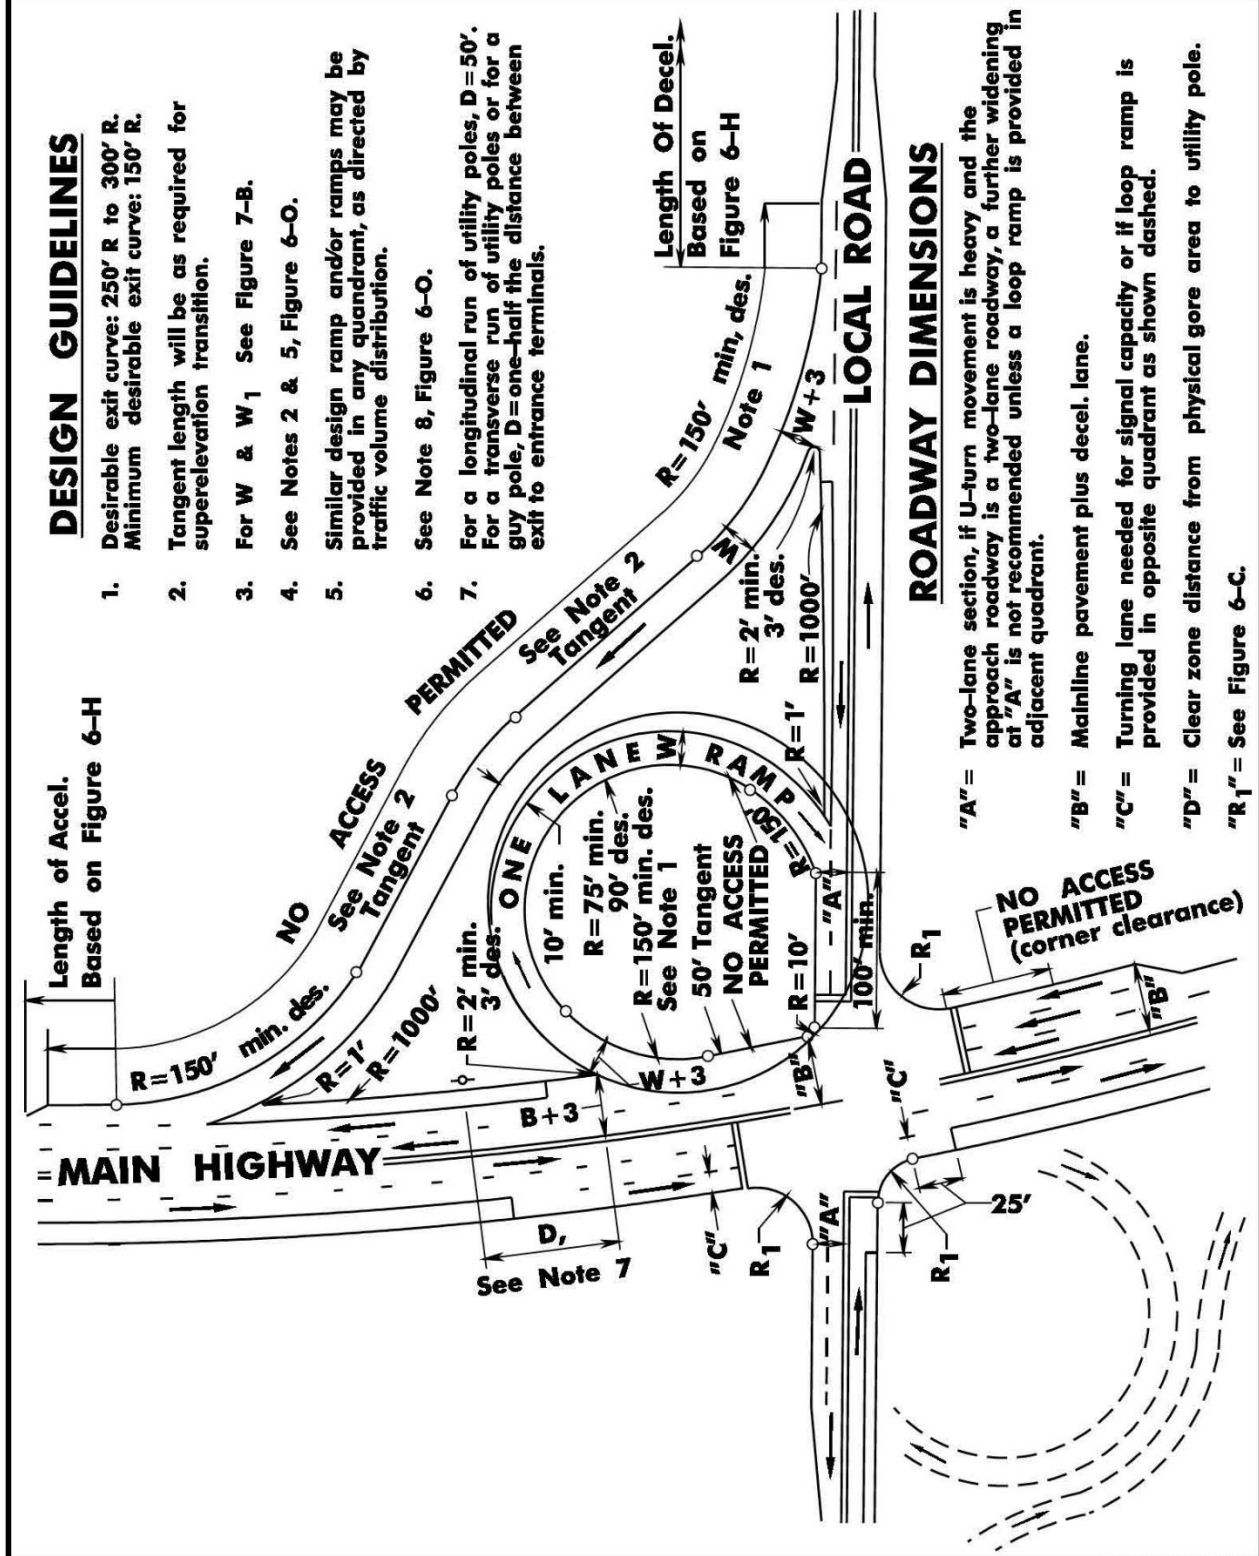 DESIGN GUIDELINES
1. Desirable exit curve: 250' R to 300' R.
Minimum desirable exit curve: 150' R.
2. Tangent length will be as required for
superelevation transition.
3. For W & W1 See Figure 7-B.
4. See Notes 2 & 5, Figure 6-O.
5. Similar design ramp and/or ramps may be
provided in any quadrant, as directed by
traffic volume distribution.
6. See Note 8, Figure 6-O.
7. For a longitudinal run of utility poles, D=50'.
For a transverse run of utility poles or for a
guy pole, D=one-half the distance between
exit to entrance terminals.
Length of Accel.
Based on Figure 6-H
NO ACCESS PERMITTED
See Note 2
Tangent
See Note 2
Tangent
R=150' min. des.
R=1'
R=1000'
R=2' min.
3' des.
MAIN HIGHWAY
B+3
W+3
D,
See Note 7
ONE LANE RAMP
W
10' min.
R=75' min.
90' des.
R=150' min. des.
See Note 1
50' Tangent
NO ACCESS
PERMITTED
R=10'
R=150'
"A"
100' min.
R=1'
R=1000'
R=2' min.
3' des.
W
W+3
R=150' min, des.
Note 1
Length Of Decel.
Based on
Figure 6-H
LOCAL ROAD
"B"
"C"
R1
"A"
"C"
R1
25'
R1
NO ACCESS
PERMITTED
(corner clearance)
"B"
ROADWAY DIMENSIONS
"A"= Two-lane section, if U-turn movement is heavy and the
approach roadway is a two-lane roadway, a further widening
at "A" is not recommended unless a loop ramp is provided in
adjacent quadrant.
"B"= Mainline pavement plus decel. lane.
"C"= Turning lane needed for signal capacity or if loop ramp is
provided in opposite quadrant as shown dashed.
"D"= Clear zone distance from physical gore area to utility pole.
"R1"= See Figure 6-C.